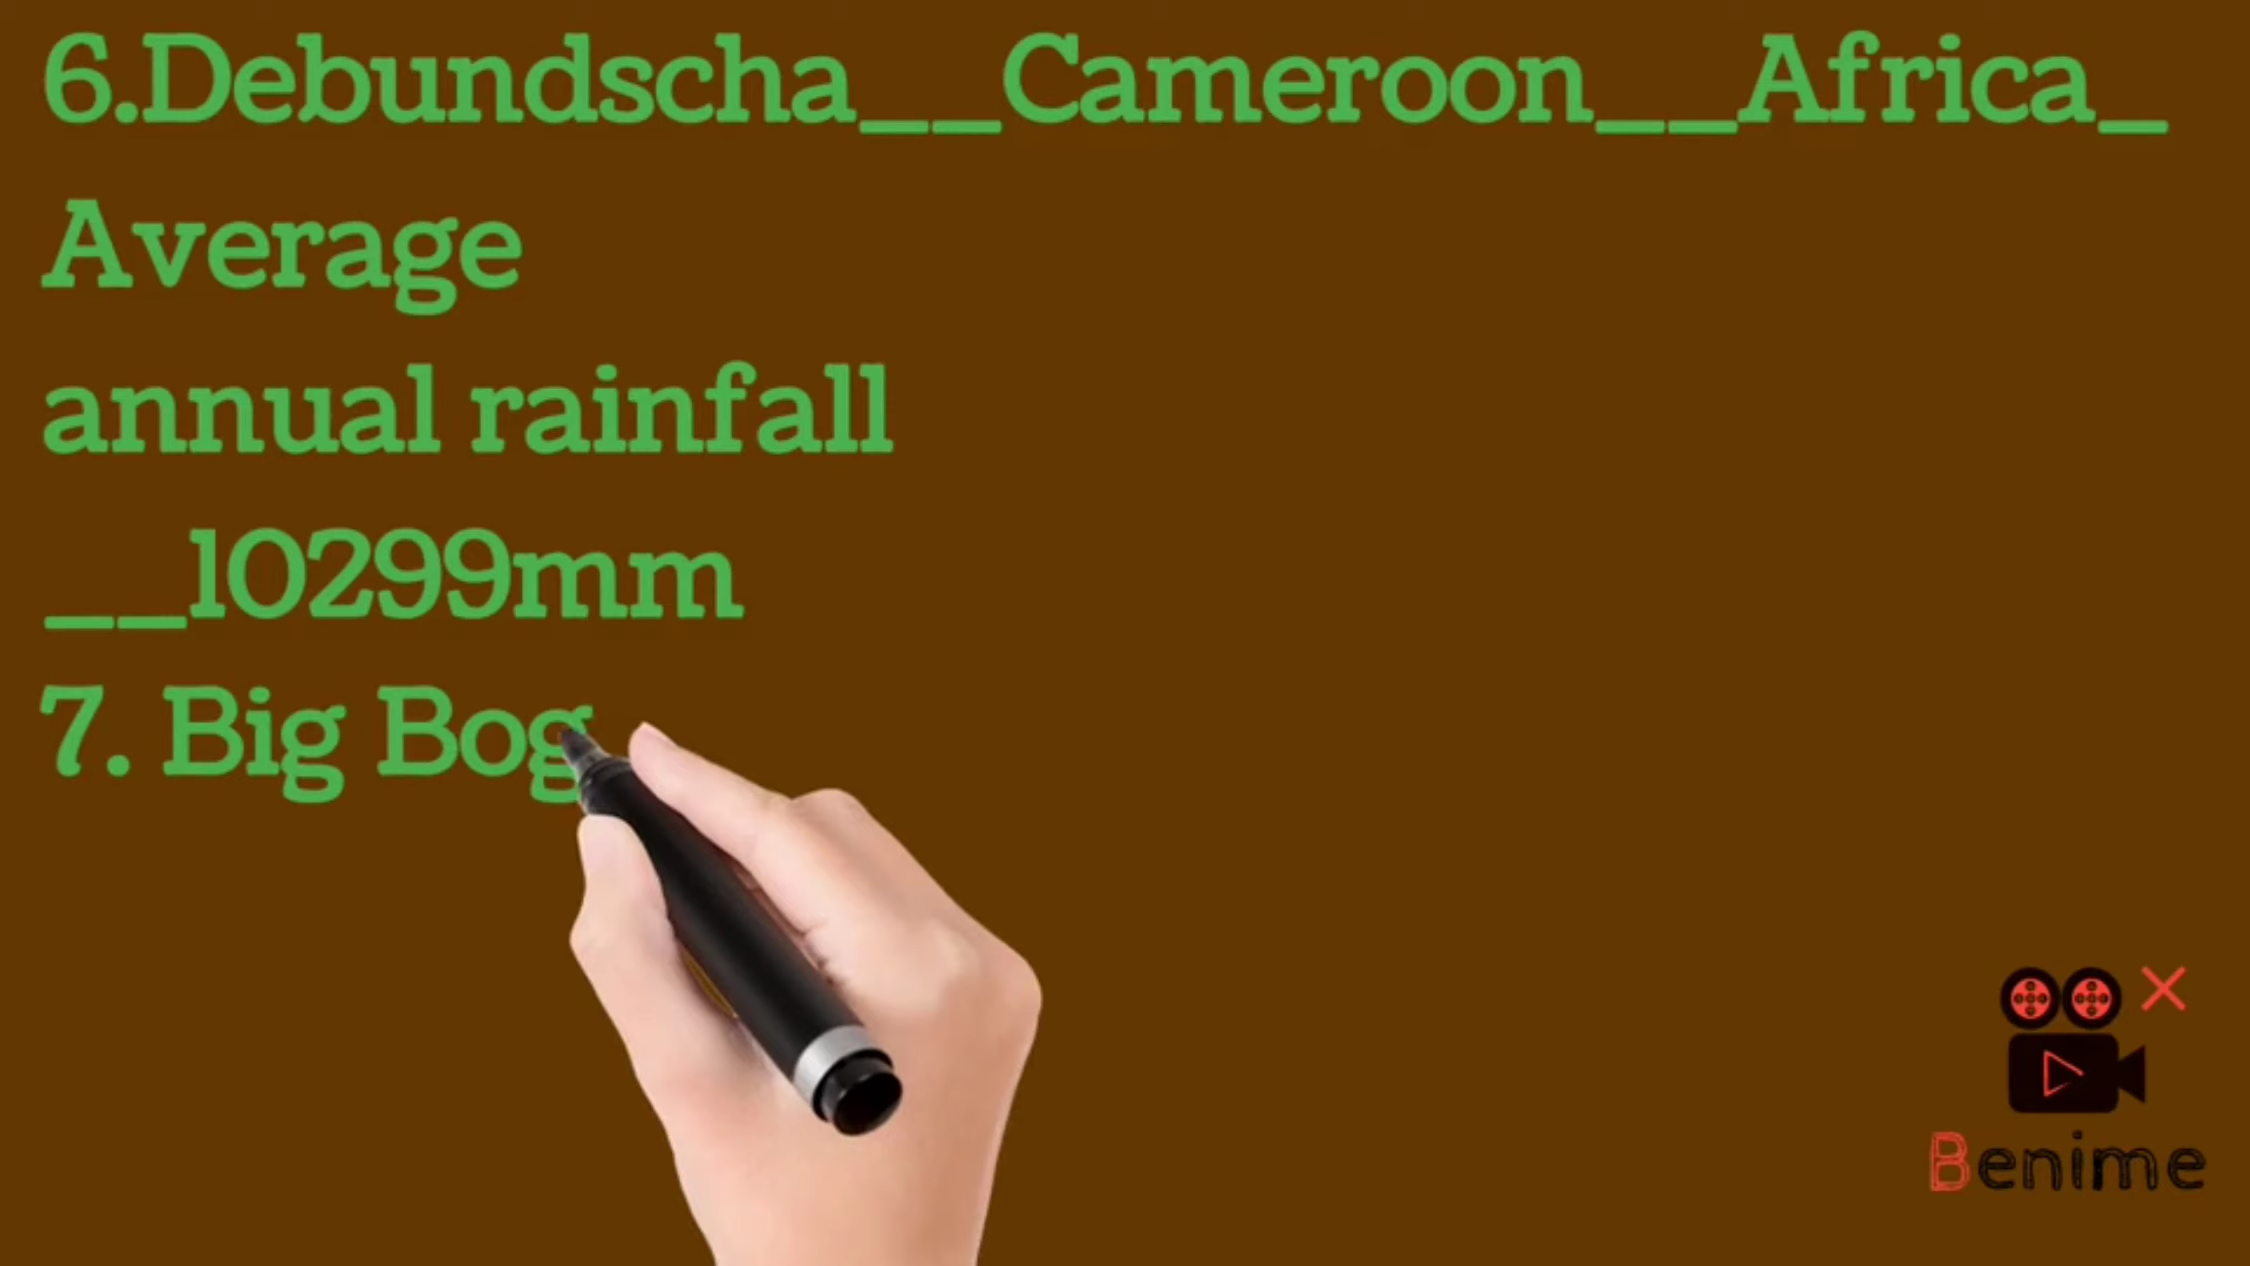 6.Debundscha__Cameroon__Africa_
Average
annual rainfall
__10299mm
7. Big Bog
Benime